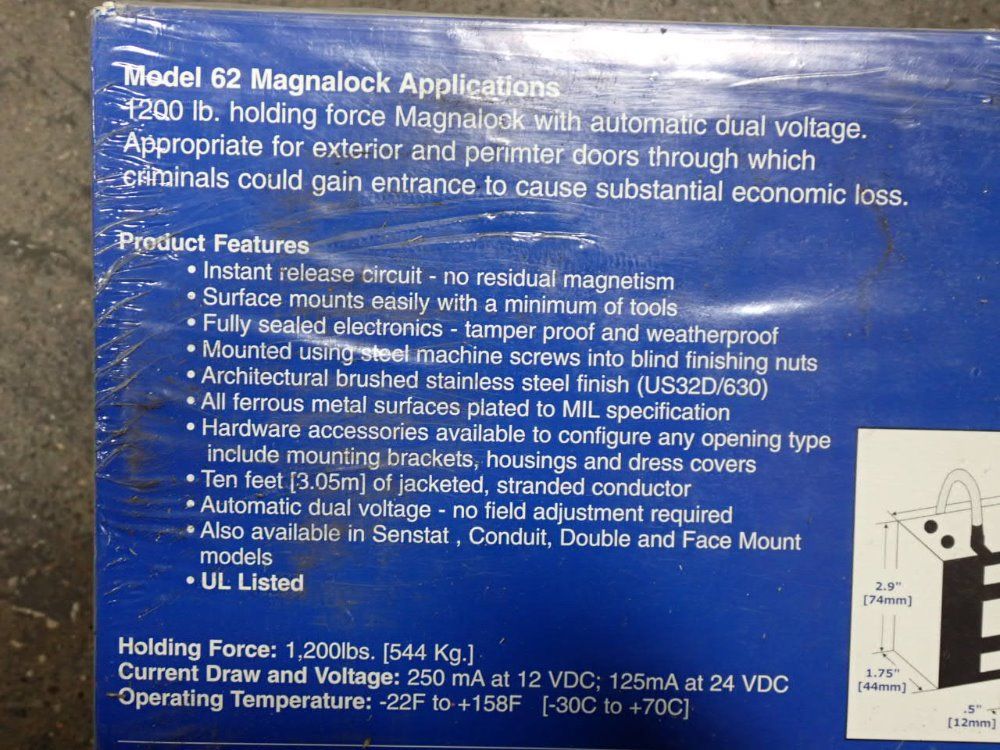 Model 62 Magnalock Applications
1200 lb. holding force Magnalock with automatic dual voltage.
Appropriate for exterior and perimter doors through which
criminals could gain entrance to cause substantial economic loss.
Product Features
• Instant release circuit - no residual magnetism
• Surface mounts easily with a minimum of tools
• Fully sealed electronics - tamper proof and weatherproof
• Mounted using steel machine screws into blind finishing nuts
• Architectural brushed stainless steel finish (US32D/630)
• All ferrous metal surfaces plated to MIL specification
• Hardware accessories available to configure any opening type
include mounting brackets, housings and dress covers
• Ten feet [3.05m] of jacketed, stranded conductor
• Automatic dual voltage - no field adjustment required
• Also available in Senstat , Conduit, Double and Face Mount
models
• UL Listed
Holding Force: 1,200lbs. [544 Kg.]
Current Draw and Voltage: 250 mA at 12 VDC; 125mA at 24 VDC
Operating Temperature: -22F to +158F [-30C to +70C]
2.9"
[74mm]
1.75"
[44mm]
.5"
[12mm]